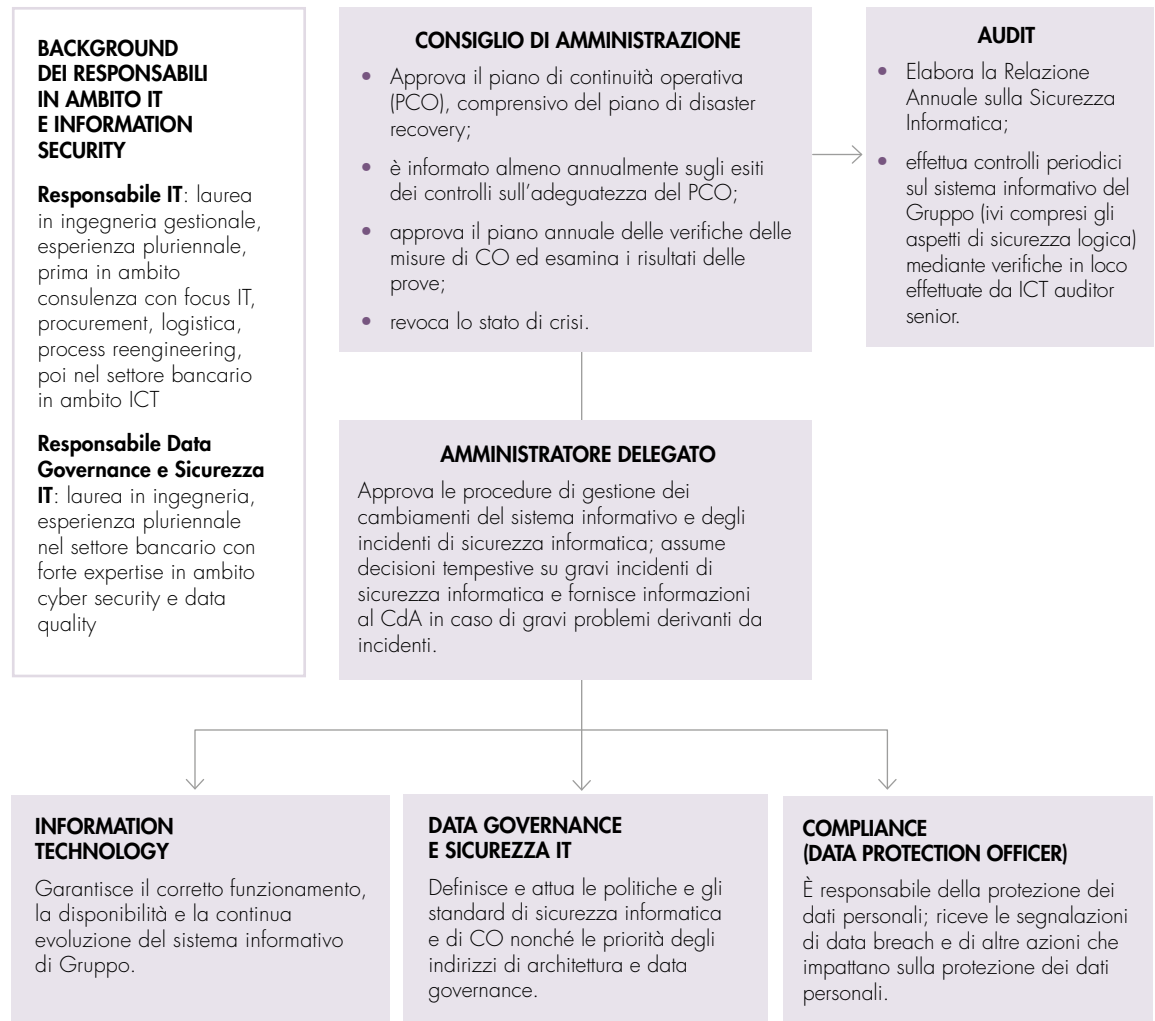 BACKGROUND
DEI RESPONSABILI
IN AMBITO IT
E INFORMATION
SECURITY
Responsabile IT: laurea
in ingegneria gestionale,
esperienza pluriennale,
prima in ambito
consulenza con focus IT,
procurement, logistica,
process reengineering,
poi nel settore bancario
in ambito ICT
Responsabile Data
Governance e Sicurezza
IT: laurea in ingegneria,
esperienza pluriennale
nel settore bancario con
forte expertise in ambito
cyber security e data
quality
CONSIGLIO DI AMMINISTRAZIONE
• Approva il piano di continuità operativa
(PCO), comprensivo del piano di disaster
recovery;
• è informato almeno annualmente sugli esiti
dei controlli sull'adeguatezza del PCO;
• approva il piano annuale delle verifiche delle
misure di CO ed esamina i risultati delle
prove;
• revoca lo stato di crisi.
AUDIT
• Elabora la Relazione
Annuale sulla Sicurezza
Informatica;
• effettua controlli periodici
sul sistema informativo del
Gruppo (ivi compresi gli
aspetti di sicurezza logica)
mediante verifiche in loco
effettuate da ICT auditor
senior.
AMMINISTRATORE DELEGATO
Approva le procedure di gestione dei
cambiamenti del sistema informativo e degli
incidenti di sicurezza informatica; assume
decisioni tempestive su gravi incidenti di
sicurezza informatica e fornisce informazioni
al CdA in caso di gravi problemi derivanti da
incidenti.
INFORMATION
TECHNOLOGY
Garantisce il corretto funzionamento,
la disponibilità e la continua
evoluzione del sistema informativo
di Gruppo.
DATA GOVERNANCE
E SICUREZZA IT
Definisce e attua le politiche e gli
standard di sicurezza informatica
e di CO nonché le priorità degli
indirizzi di architettura e data
governance.
COMPLIANCE
(DATA PROTECTION OFFICER)
È responsabile della protezione dei
dati personali; riceve le segnalazioni
di data breach e di altre azioni che
impattano sulla protezione dei dati
personali.